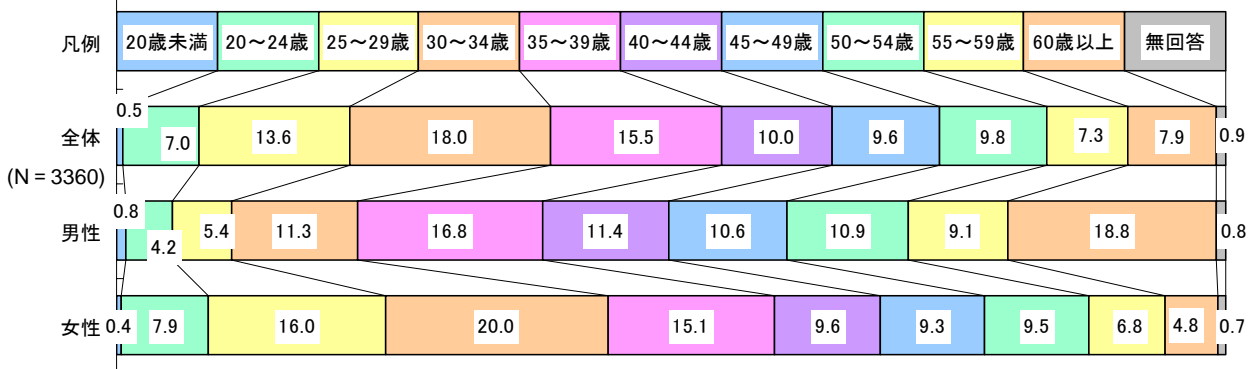 凡例 20歳未満 20～24歳 25～29歳 30～34歳 35～39歳 40～44歳 45～49歳 50～54歳 55～59歳 60歳以上 無回答
全体 0.5 7.0 13.6 18.0 15.5 10.0 9.6 9.8 7.3 7.9 0.9
(N = 3360)
男性 0.8 4.2 5.4 11.3 16.8 11.4 10.6 10.9 9.1 18.8 0.8
女性 0.4 7.9 16.0 20.0 15.1 9.6 9.3 9.5 6.8 4.8 0.7